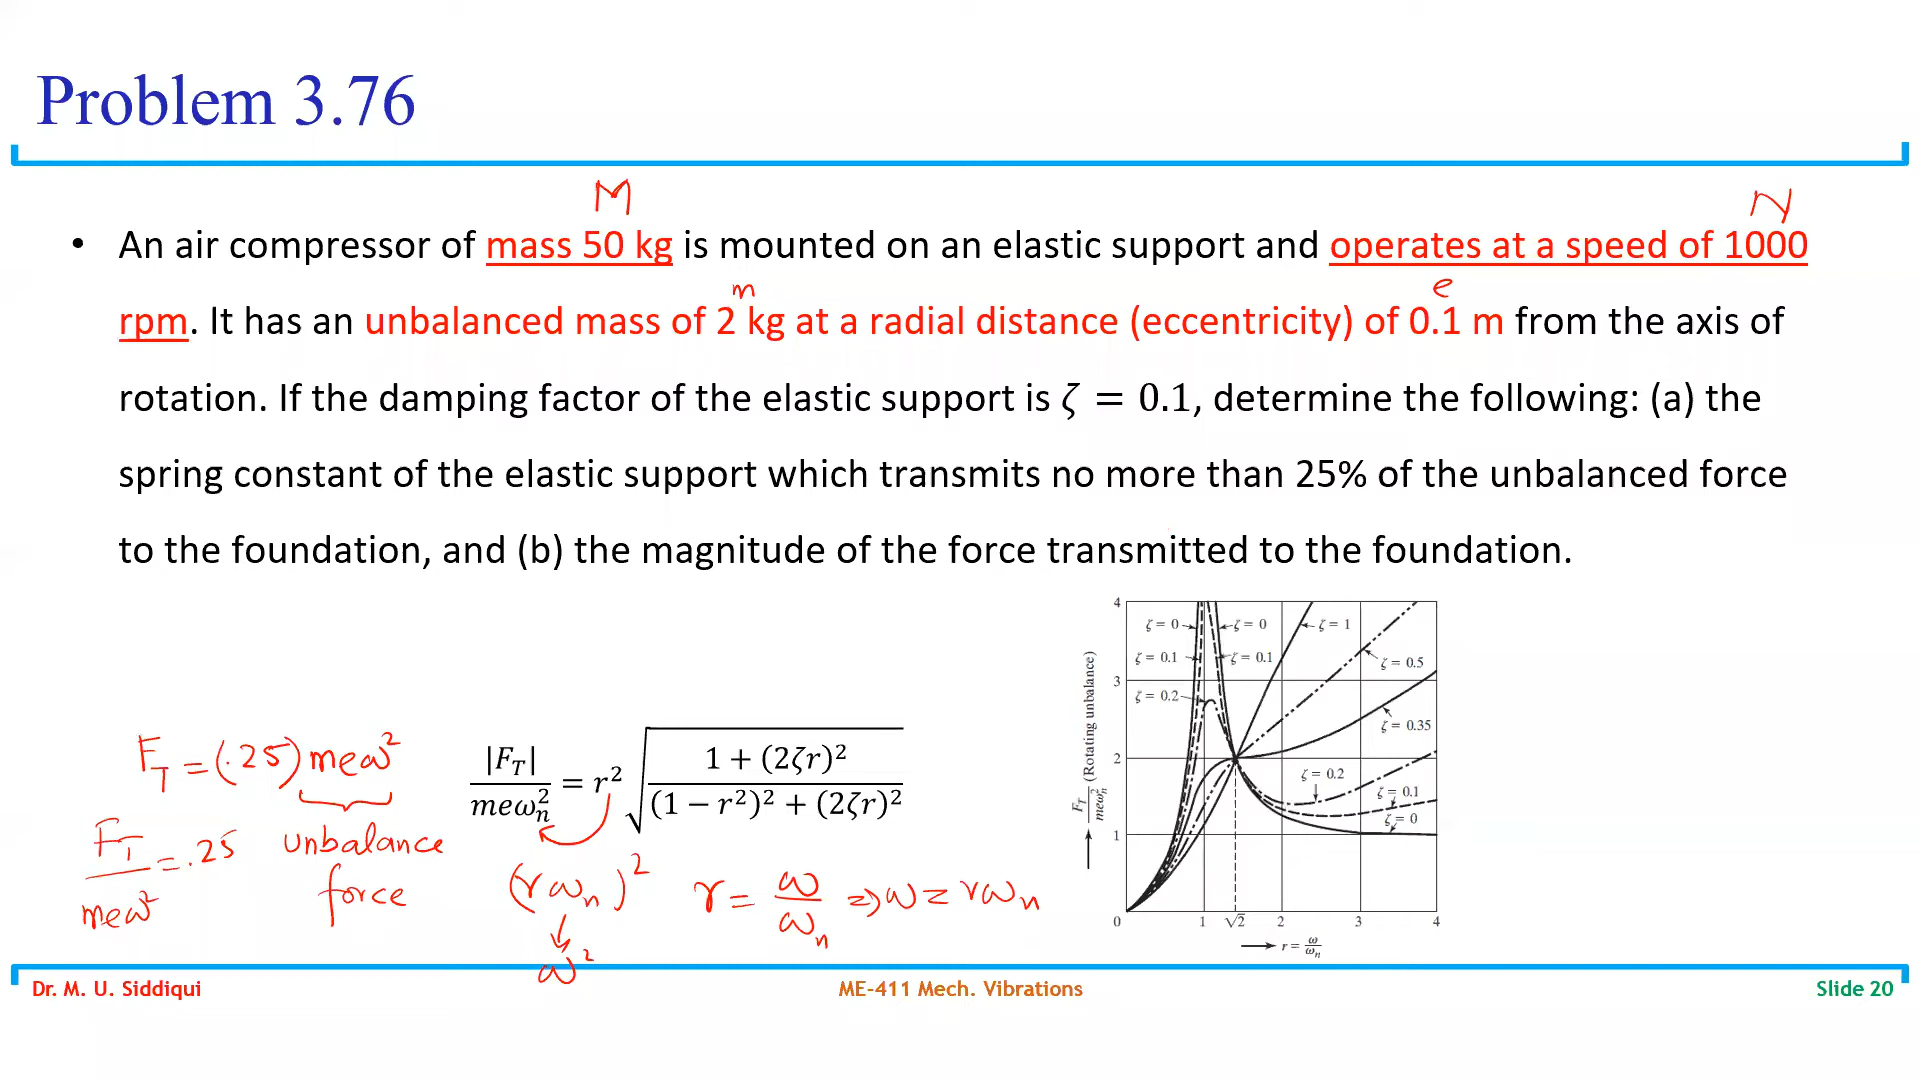 Problem 3.76
M
N
• An air compressor of mass 50 kg is mounted on an elastic support and operates at a speed of 1000
m
e
rpm. It has an unbalanced mass of 2 kg at a radial distance (eccentricity) of 0.1 m from the axis of
rotation. If the damping factor of the elastic support is ζ = 0.1, determine the following: (a) the
spring constant of the elastic support which transmits no more than 25% of the unbalanced force
to the foundation, and (b) the magnitude of the force transmitted to the foundation.
F_T = (.25) meω²
F_T / meω² = .25
unbalance
force
|F_T| / meω_n² = r² √((1 + (2ζr)²) / ((1 − r²)² + (2ζr)²))
(rω_n)²
↓
ω²
r = ω / ω_n ⇒ ω = rω_n
F_T / meω_n² (Rotating unbalance)
4
3
2
1
0
1
√2
2
3
4
ζ = 0
ζ = 0
ζ = 1
ζ = 0.1
ζ = 0.1
ζ = 0.5
ζ = 0.2
ζ = 0.35
ζ = 0.2
ζ = 0.1
ζ = 0
r = ω / ω_n
Dr. M. U. Siddiqui
ME-411 Mech. Vibrations
Slide 20